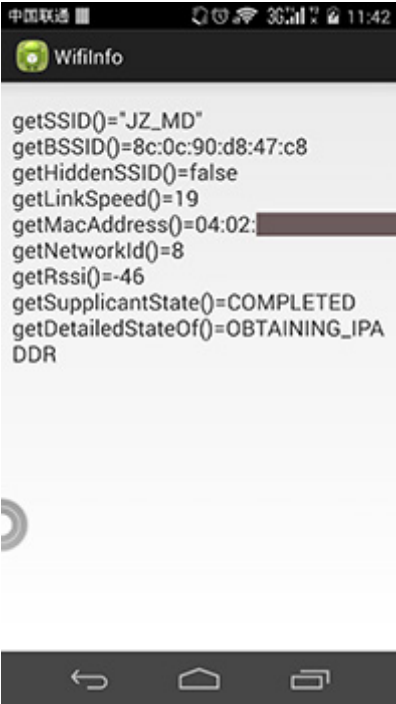 中国联通 3G 11:42
WifiInfo
getSSID()="JZ_MD"
getBSSID()=8c:0c:90:d8:47:c8
getHiddenSSID()=false
getLinkSpeed()=19
getMacAddress()=04:02:
getNetworkId()=8
getRssi()=-46
getSupplicantState()=COMPLETED
getDetailedStateOf()=OBTAINING_IPA
DDR